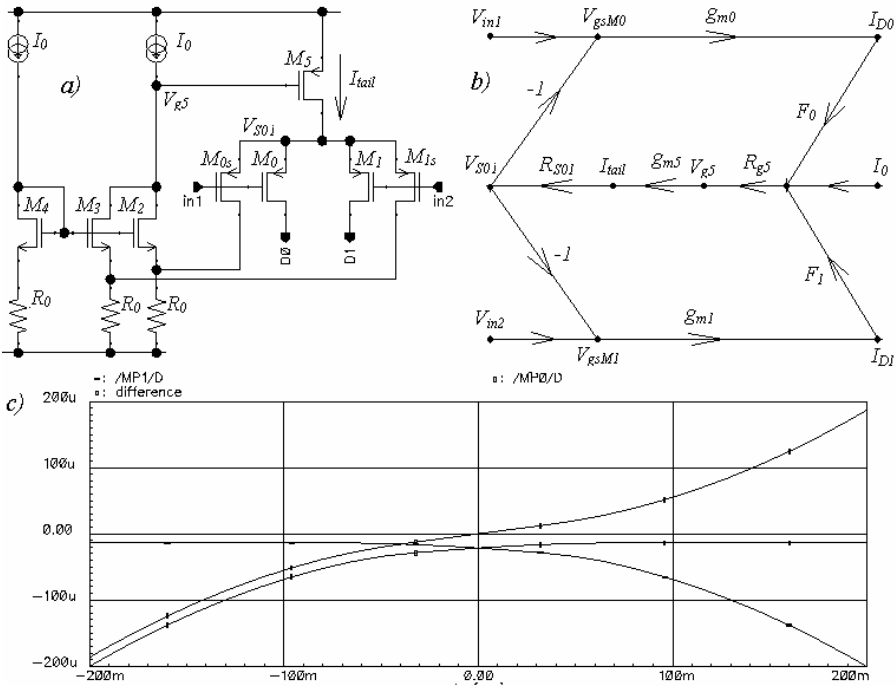 a)
I0
I0
M5
Itail
Vg5
VS01
M0s
M0
M1
M1s
in1
in2
M4
M3
M2
D0
D1
R0
R0
R0
b)
Vin1
VgsM0
gm0
ID0
-1
F0
VS01
RS01
Itail
gm5
Vg5
Rg5
I0
-1
F1
Vin2
VgsM1
gm1
ID1
c)
-: /MP1/D
▫: difference
▫: /MP0/D
200u
100u
0.00
-100u
-200u
-200m
-100m
0.00
100m
200m